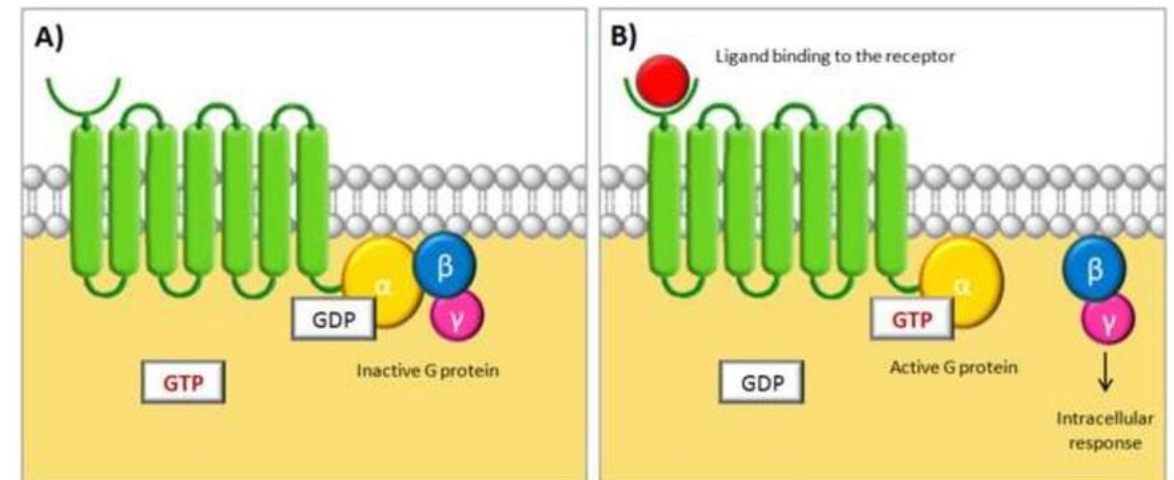 A)
α
β
γ
GDP
GTP
Inactive G protein
B)
Ligand binding to the receptor
α
β
γ
GTP
GDP
Active G protein
Intracellular
response